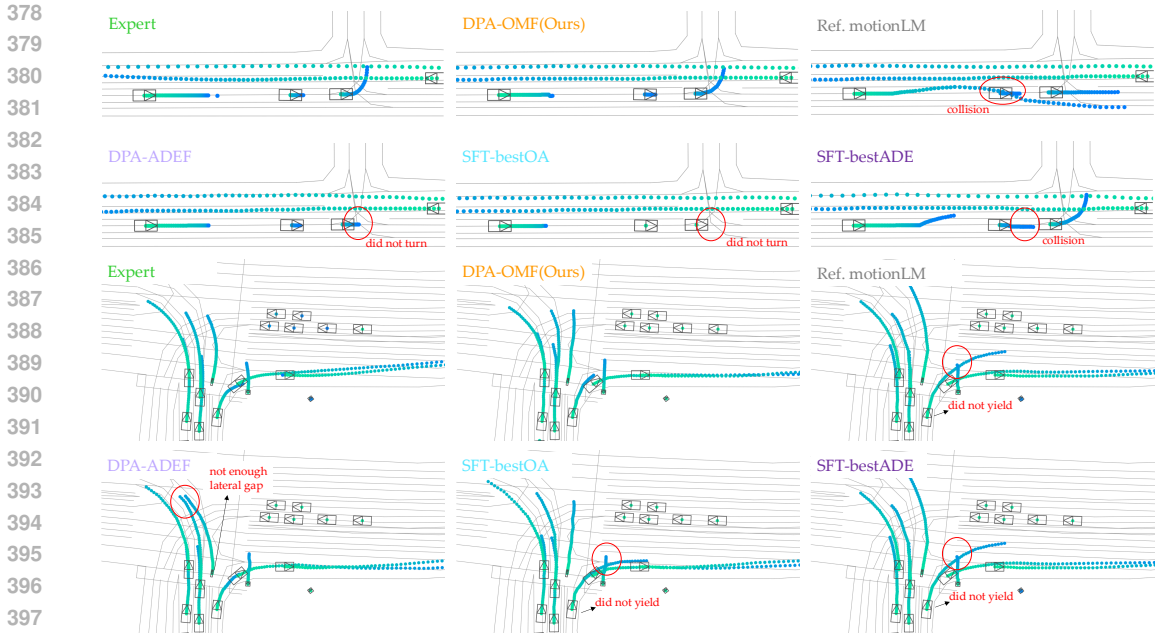 378
Expert
DPA-OMF(Ours)
Ref. motionLM
379
380
381
collision
382
383
DPA-ADEF
SFT-bestOA
SFT-bestADE
384
385
did not turn
did not turn
collision
386
Expert
DPA-OMF(Ours)
Ref. motionLM
387
388
389
390
did not yield
391
392
DPA-ADEF
not enough
lateral gap
SFT-bestOA
SFT-bestADE
393
394
395
396
did not yield
did not yield
397